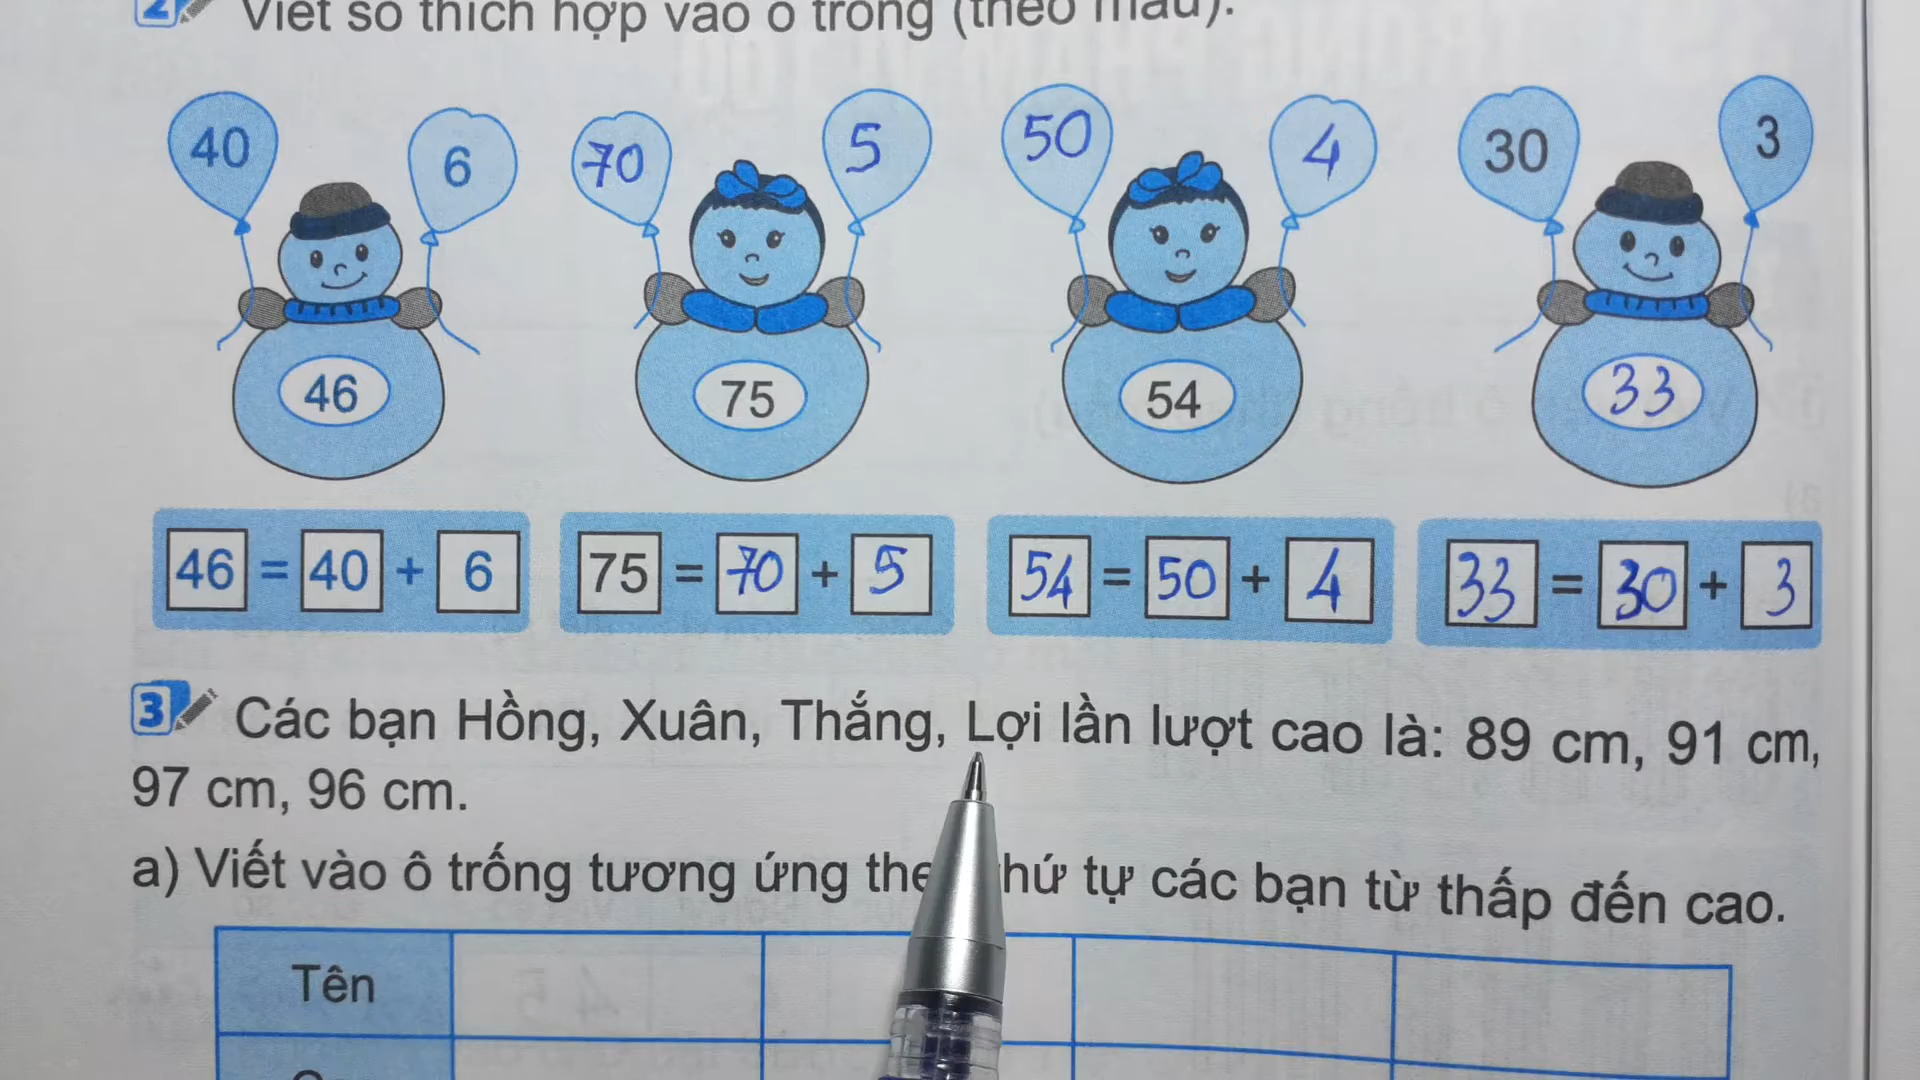 2 Viết số thích hợp vào ô trống (theo mẫu):
40 6 70 5 50 4 30 3
46 75 54 33
46 = 40 + 6 75 = 70 + 5 54 = 50 + 4 33 = 30 + 3
3 Các bạn Hồng, Xuân, Thắng, Lợi lần lượt cao là: 89 cm, 91 cm,
97 cm, 96 cm.
a) Viết vào ô trống tương ứng the hứ tự các bạn từ thấp đến cao.
Tên